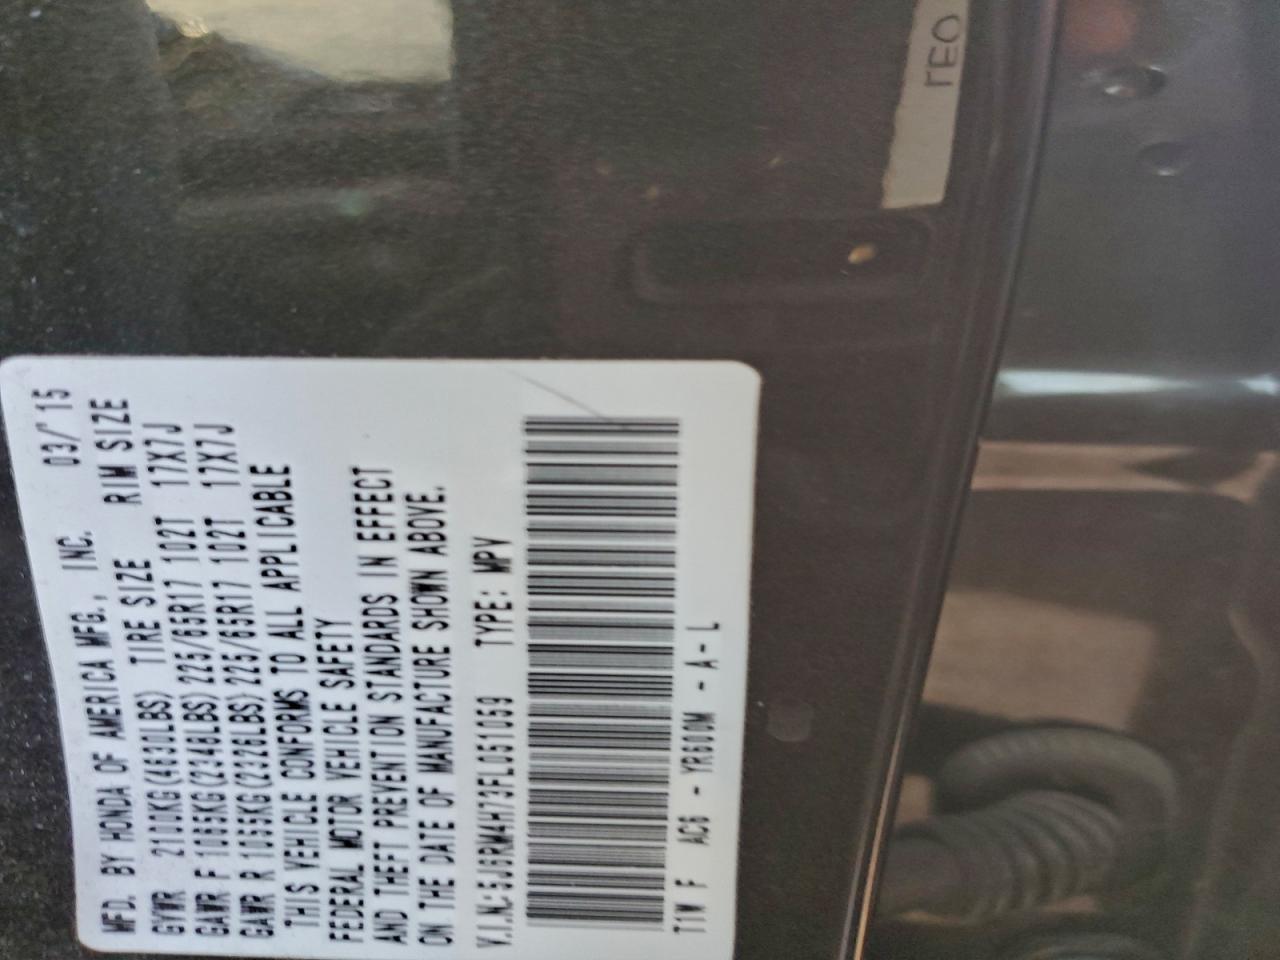 MFD. BY HONDA OF AMERICA MFG., INC. 03/'15
GVWR 2100KG(4630LBS) TIRE SIZE RIM SIZE
GAWR F 1065KG(2348LBS) 225/65R17 102T 17X7J
GAWR R 1055KG(2326LBS) 225/65R17 102T 17X7J
THIS VEHICLE CONFORMS TO ALL APPLICABLE
FEDERAL MOTOR VEHICLE SAFETY
AND THEFT PREVENTION STANDARDS IN EFFECT
ON THE DATE OF MANUFACTURE SHOWN ABOVE.
V.I.N:5J6RM4H73FL051059 TYPE: MPV
T1W F AC6 - YR610M - A - L